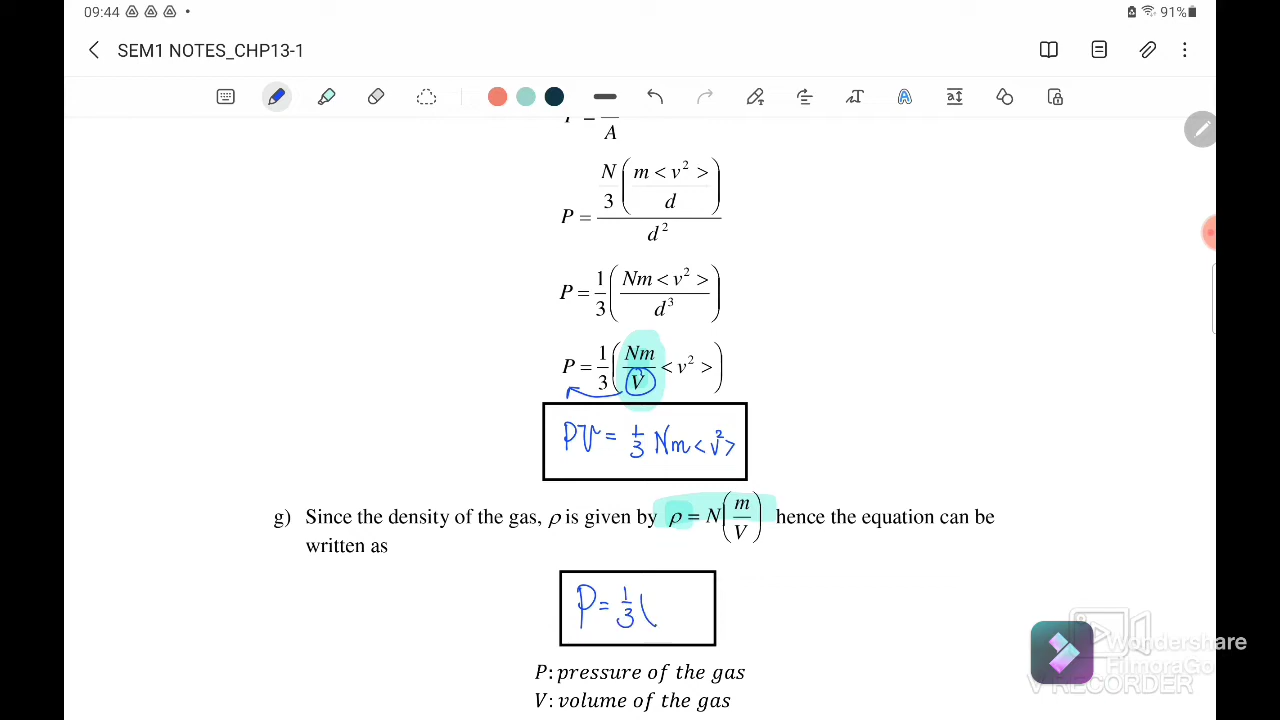 09:44 91%
SEM1 NOTES_CHP13-1
A
P = N/3 (m < v² > / d) / d²
P = 1/3 (Nm < v² > / d³)
P = 1/3 (Nm/V < v² >)
PV = 1/3 Nm < v² >
g) Since the density of the gas, ρ is given by ρ = N(m/V) hence the equation can be
written as
P = 1/3 (
Wondershare
FilmoraGo
V RECORDER
P: pressure of the gas
V: volume of the gas